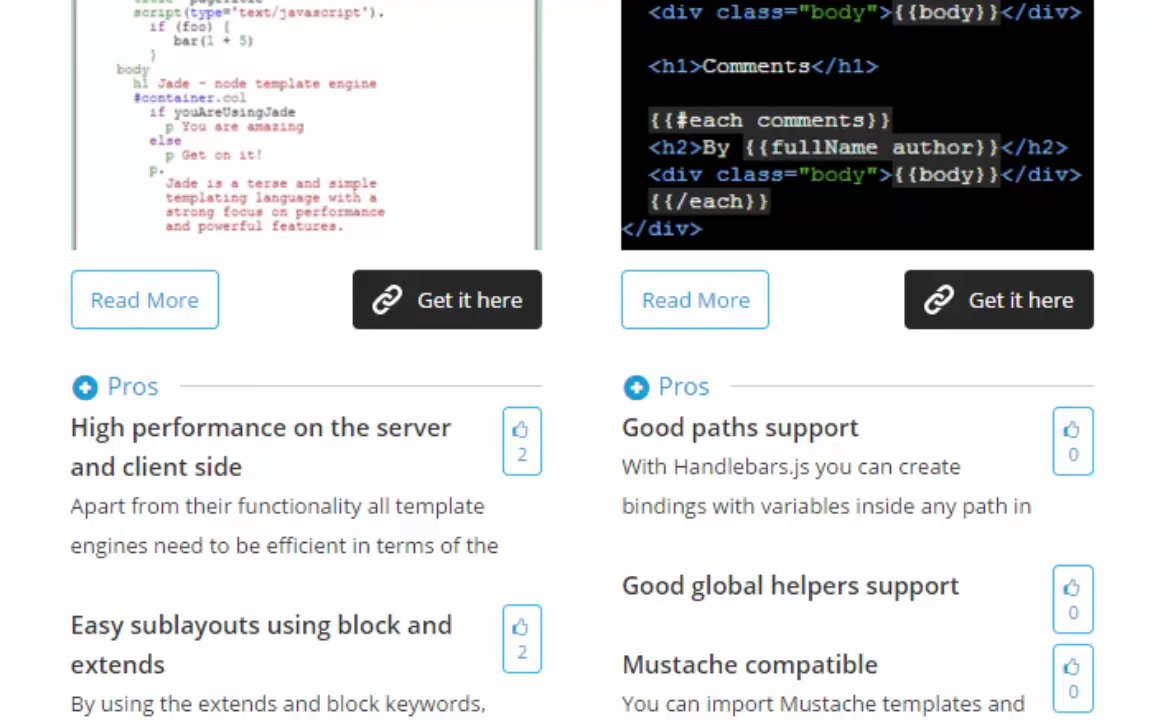 script(type='text/javascript').
if (foo) {
bar(1 + 5)
}
body
h1 Jade - node template engine
#container.col
if youAreUsingJade
p You are amazing
else
p Get on it!
p.
Jade is a terse and simple
templating language with a
strong focus on performance
and powerful features.
<div class="body">{{body}}</div>
<h1>Comments</h1>
{{#each comments}}
<h2>By {{fullName author}}</h2>
<div class="body">{{body}}</div>
{{/each}}
</div>
Read More
Get it here
Read More
Get it here
Pros
High performance on the server
and client side
2
Apart from their functionality all template
engines need to be efficient in terms of the
Easy sublayouts using block and
extends
2
By using the extends and block keywords,
Pros
Good paths support
0
With Handlebars.js you can create
bindings with variables inside any path in
Good global helpers support
0
Mustache compatible
0
You can import Mustache templates and